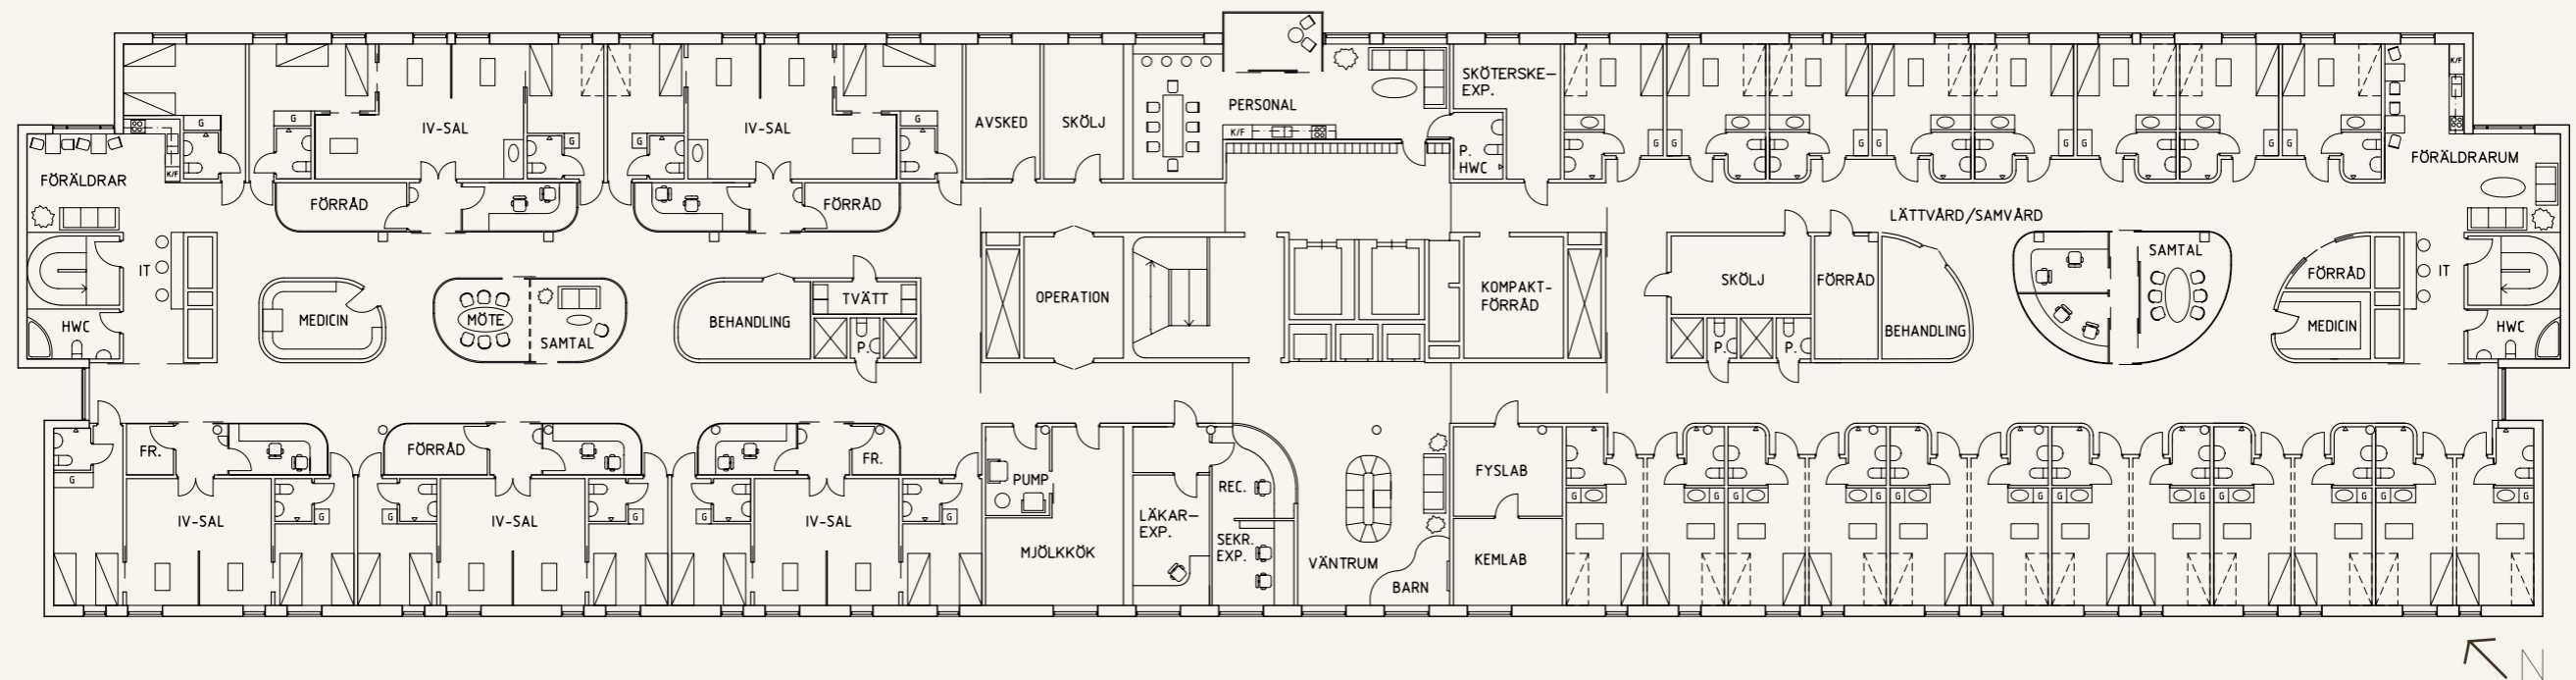 SKÖTERSKE-
EXP.
PERSONAL
K/F
IV-SAL
IV-SAL
AVSKED
SKÖLJ
G
G
G
G
G
G
P.
HWC
G
G
G
G
G
G
G
G
K/F
FÖRÄLDRARUM
K/F
FÖRÄLDRAR
FÖRRÅD
FÖRRÅD
LÄTTVÅRD/SAMVÅRD
IT
SAMTAL
IT
MEDICIN
MÖTE
SAMTAL
BEHANDLING
TVÄTT
P.
OPERATION
KOMPAKT-
FÖRRÅD
SKÖLJ
FÖRRÅD
BEHANDLING
P.
P.
FÖRRÅD
MEDICIN
HWC
HWC
FR.
FÖRRÅD
FR.
G
IV-SAL
G
G
IV-SAL
G
G
IV-SAL
G
PUMP
MJÖLKKÖK
LÄKAR-
EXP.
REC.
SEKR.
EXP.
VÄNTRUM
BARN
FYSLAB
KEMLAB
G
G
G
G
G
G
G
G
G
G
G
G
N